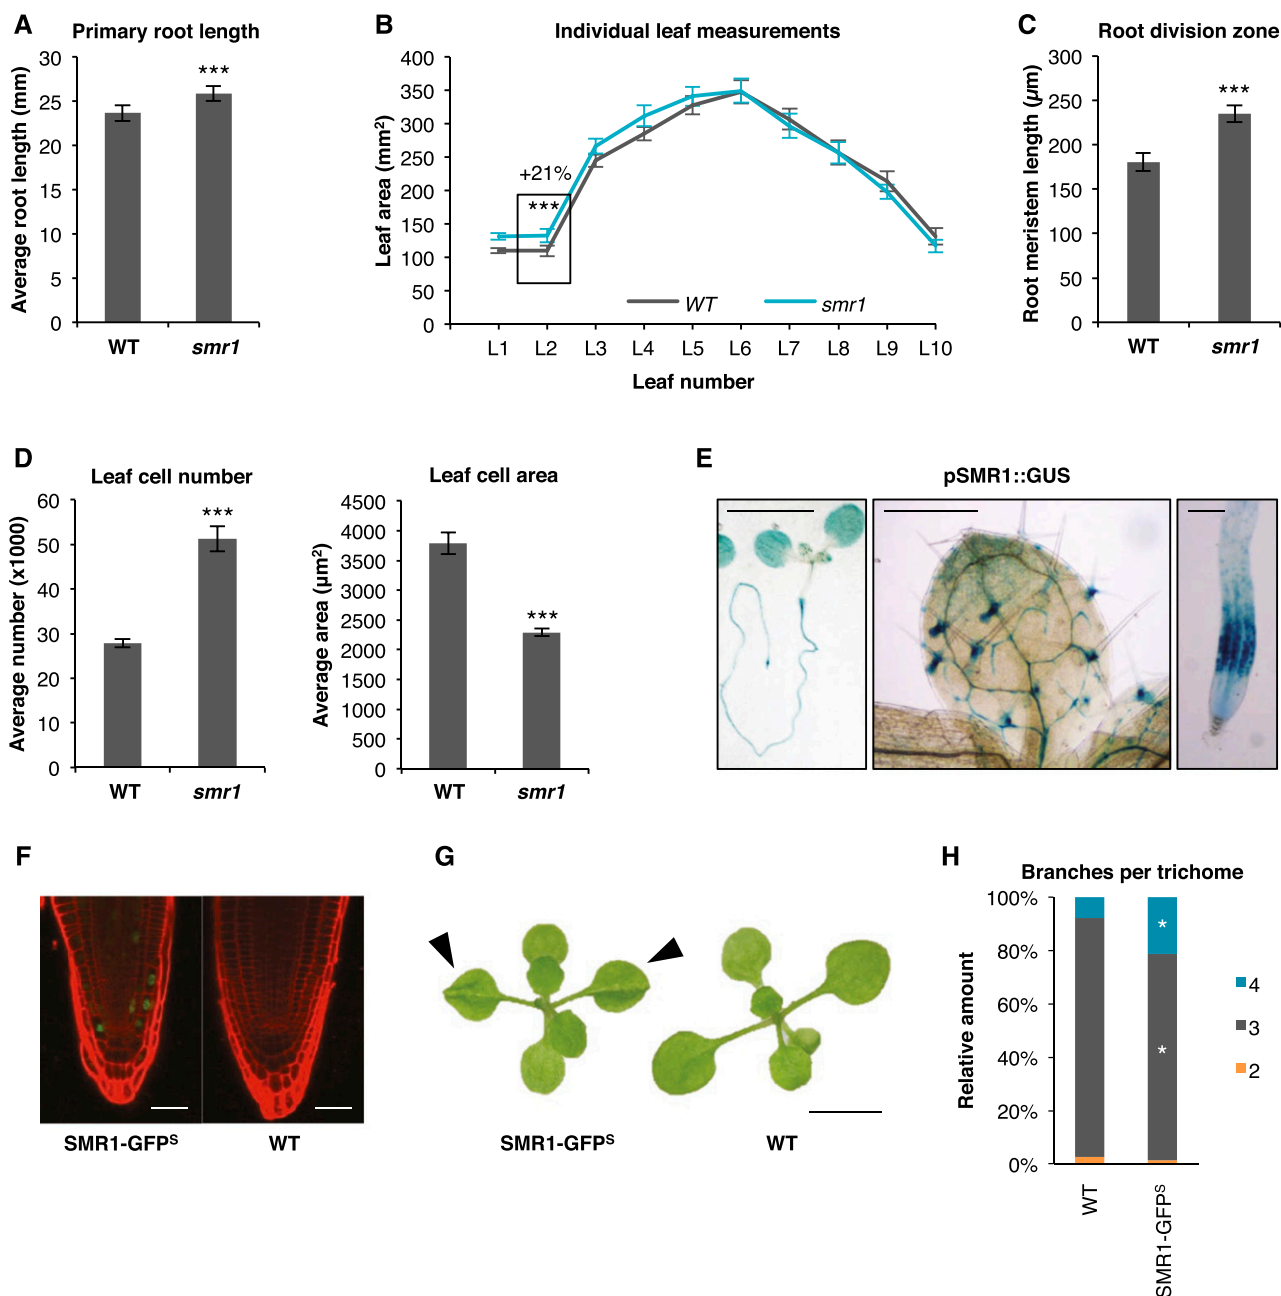 A
Primary root length
Average root length (mm)
30
25
20
15
10
5
0
***
WT
smr1
B
Individual leaf measurements
Leaf area (mm²)
400
350
300
250
200
150
100
50
0
+21%
***
WT
smr1
L1 L2 L3 L4 L5 L6 L7 L8 L9 L10
Leaf number
C
Root division zone
Root meristem length (µm)
300
250
200
150
100
50
0
***
WT
smr1
D
Leaf cell number
Average number (x1000)
60
50
40
30
20
10
0
***
WT
smr1
Leaf cell area
Average area (µm²)
4500
4000
3500
3000
2500
2000
1500
1000
500
0
***
WT
smr1
E
pSMR1::GUS
F
SMR1-GFPˢ
WT
G
SMR1-GFPˢ
WT
H
Branches per trichome
Relative amount
100%
80%
60%
40%
20%
0%
*
*
4
3
2
WT
SMR1-GFPˢ